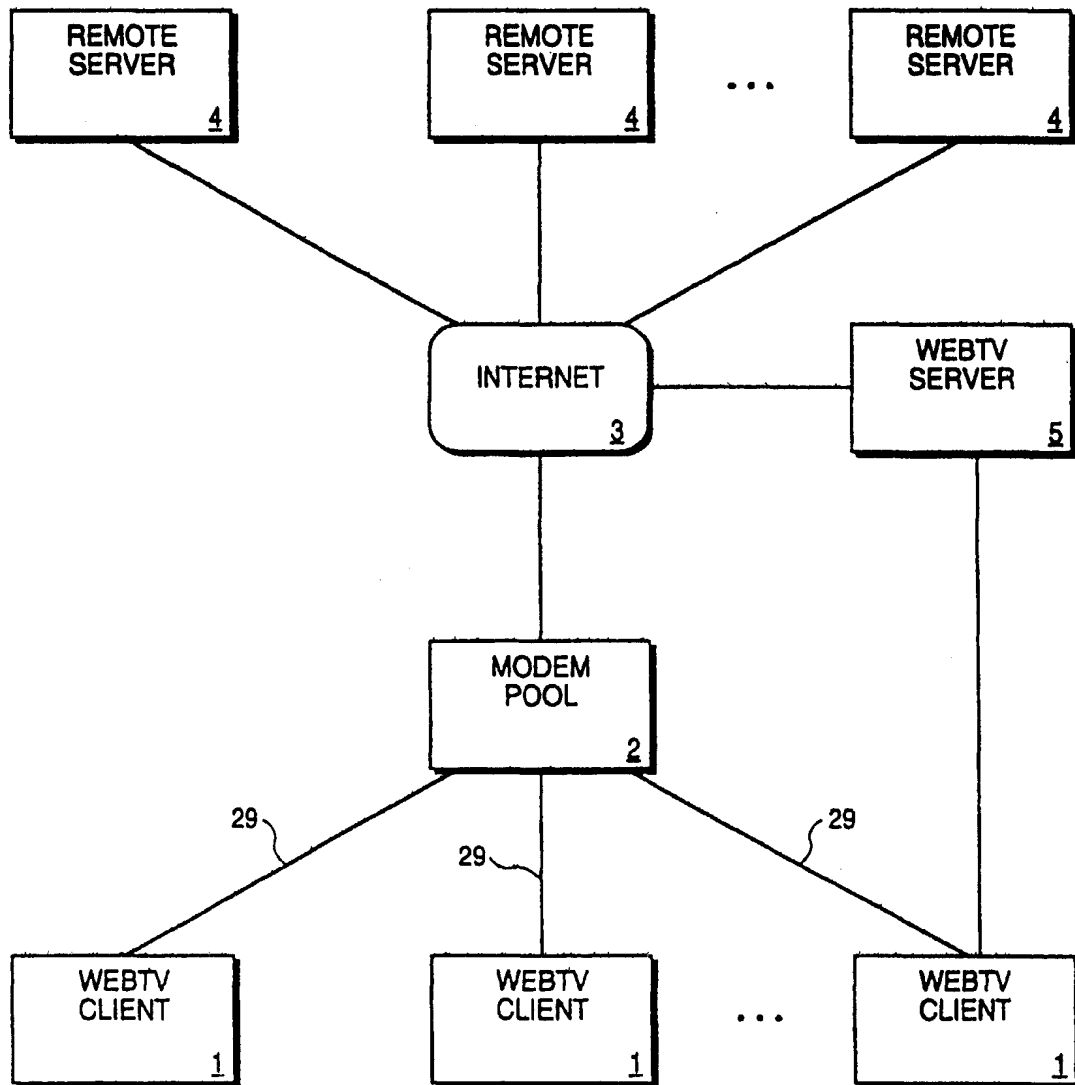 REMOTE
SERVER
4
REMOTE
SERVER
4
...
REMOTE
SERVER
4
INTERNET
3
WEBTV
SERVER
5
MODEM
POOL
2
29
29
29
WEBTV
CLIENT
1
WEBTV
CLIENT
1
...
WEBTV
CLIENT
1